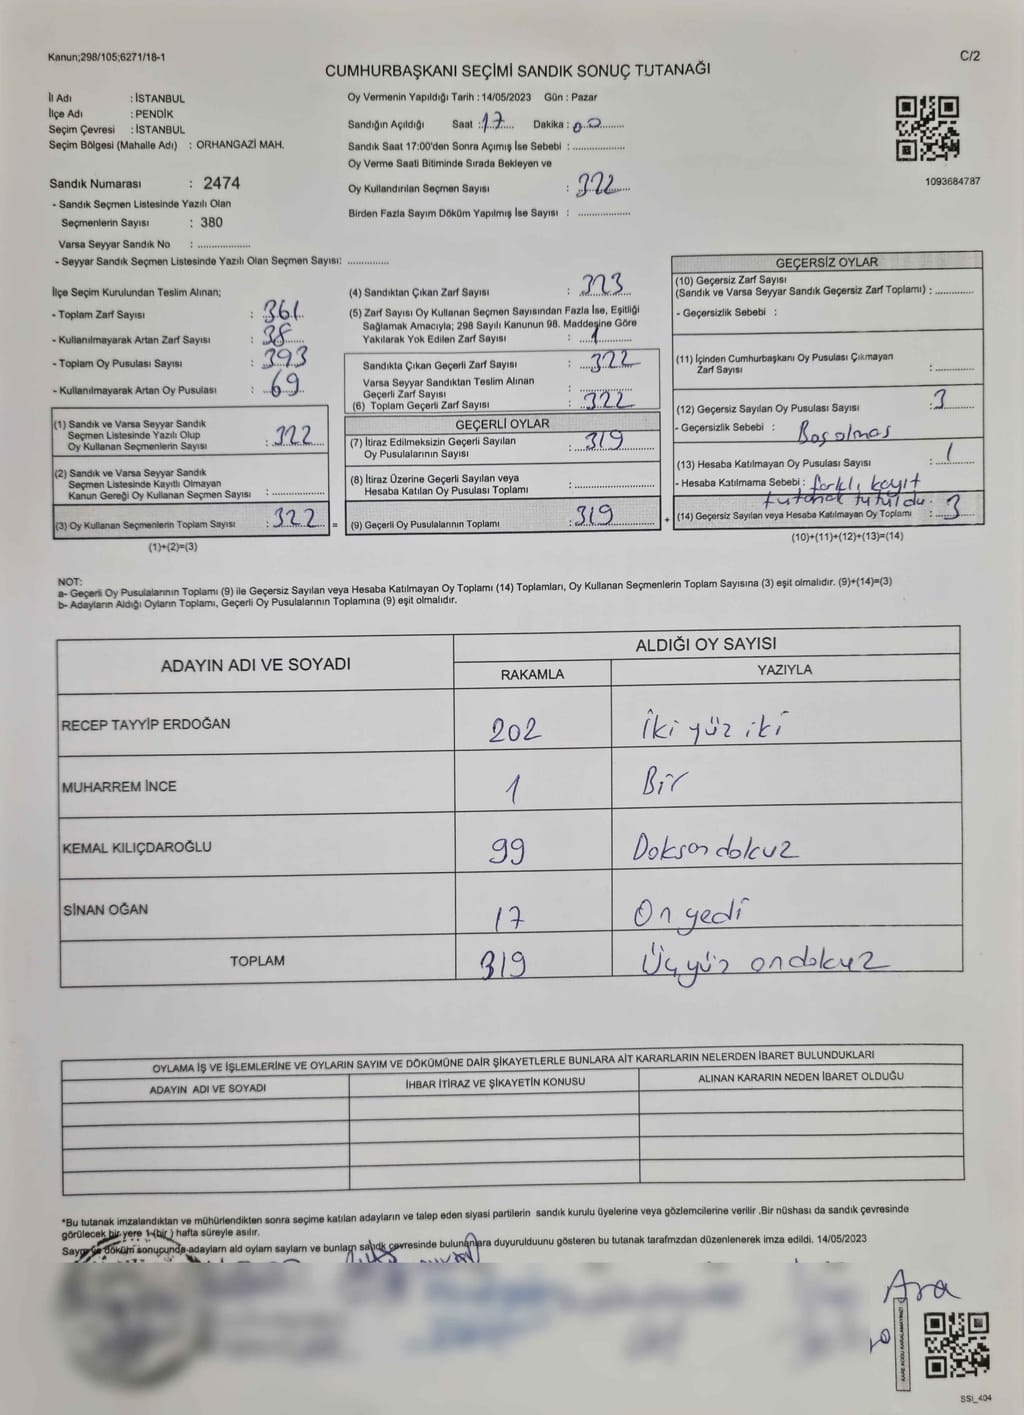 Kanun;298/105;6271/18-1
C/2
CUMHURBAŞKANI SEÇİMİ SANDIK SONUÇ TUTANAĞI
İl Adı : İSTANBUL
İlçe Adı : PENDİK
Seçim Çevresi : İSTANBUL
Seçim Bölgesi (Mahalle Adı) : ORHANGAZİ MAH.
Sandık Numarası : 2474
- Sandık Seçmen Listesinde Yazılı Olan
Seçmenlerin Sayısı : 380
Varsa Seyyar Sandık No : ..................
- Seyyar Sandık Seçmen Listesinde Yazılı Olan Seçmen Sayısı: ..............
Oy Vermenin Yapıldığı Tarih : 14/05/2023 Gün : Pazar
Sandığın Açıldığı Saat : 17 Dakika : 00
Sandık Saat 17:00'den Sonra Açımış İse Sebebi : ..................
Oy Verme Saati Bitiminde Sırada Bekleyen ve
Oy Kullandırılan Seçmen Sayısı : 322
Birden Fazla Sayım Döküm Yapılmış İse Sayısı : ..................
1093684787
İlçe Seçim Kurulundan Teslim Alınan;
- Toplam Zarf Sayısı : 361
- Kullanılmayarak Artan Zarf Sayısı : 38
- Toplam Oy Pusulası Sayısı : 393
- Kullanılmayarak Artan Oy Pusulası : 69
(1) Sandık ve Varsa Seyyar Sandık
Seçmen Listesinde Yazılı Olup
Oy Kullanan Seçmenlerin Sayısı : 322
(2) Sandık ve Varsa Seyyar Sandık
Seçmen Listesinde Kayıtlı Olmayan
Kanun Gereği Oy Kullanan Seçmen Sayısı : ..................
(3) Oy Kullanan Seçmenlerin Toplam Sayısı : 322 =
(1)+(2)=(3)
(4) Sandıktan Çıkan Zarf Sayısı : 323
(5) Zarf Sayısı Oy Kullanan Seçmen Sayısından Fazla İse, Eşitliği
Sağlamak Amacıyla; 298 Sayılı Kanunun 98. Maddesine Göre
Yakılarak Yok Edilen Zarf Sayısı : 1
Sandıkta Çıkan Geçerli Zarf Sayısı : 322
Varsa Seyyar Sandıktan Teslim Alınan
Geçerli Zarf Sayısı : ..................
(6) Toplam Geçerli Zarf Sayısı : 322
GEÇERLİ OYLAR
(7) İtiraz Edilmeksizin Geçerli Sayılan
Oy Pusulalarının Sayısı : 319
(8) İtiraz Üzerine Geçerli Sayılan veya
Hesaba Katılan Oy Pusulası Toplamı : ..................
(9) Geçerli Oy Pusulalarının Toplamı : 319 +
GEÇERSİZ OYLAR
(10) Geçersiz Zarf Sayısı
(Sandık ve Varsa Seyyar Sandık Geçersiz Zarf Toplamı) : ..............
- Geçersizlik Sebebi :
(11) İçinden Cumhurbaşkanı Oy Pusulası Çıkmayan
Zarf Sayısı : ..............
(12) Geçersiz Sayılan Oy Pusulası Sayısı : 3
- Geçersizlik Sebebi : Boş olması
(13) Hesaba Katılmayan Oy Pusulası Sayısı : 1
- Hesaba Katılmama Sebebi : farklı, kayıt
tutanak tutuldu.
(14) Geçersiz Sayılan veya Hesaba Katılmayan Oy Toplamı : 3
(10)+(11)+(12)+(13)=(14)
NOT:
a- Geçerli Oy Pusulalarının Toplamı (9) ile Geçersiz Sayılan veya Hesaba Katılmayan Oy Toplamı (14) Toplamları, Oy Kullanan Seçmenlerin Toplam Sayısına (3) eşit olmalıdır. (9)+(14)=(3)
b- Adayların Aldığı Oyların Toplamı, Geçerli Oy Pusulalarının Toplamına (9) eşit olmalıdır.
ADAYIN ADI VE SOYADI ALDIĞI OY SAYISI
RAKAMLA YAZIYLA
RECEP TAYYİP ERDOĞAN 202 İki yüz iki
MUHARREM İNCE 1 Bir
KEMAL KILIÇDAROĞLU 99 Doksan dokuz
SİNAN OĞAN 17 On yedi
TOPLAM 319 Üçyüz ondokuz
OYLAMA İŞ VE İŞLEMLERİNE VE OYLARIN SAYIM VE DÖKÜMÜNE DAİR ŞİKAYETLERLE BUNLARA AİT KARARLARIN NELERDEN İBARET BULUNDUKLARI
ADAYIN ADI VE SOYADI İHBAR İTİRAZ VE ŞİKAYETİN KONUSU ALINAN KARARIN NEDEN İBARET OLDUĞU
*Bu tutanak imzalandıktan ve mühürlendikten sonra seçime katılan adayların ve talep eden siyasi partilerin sandık kurulu üyelerine veya gözlemcilerine verilir .Bir nüshası da sandık çevresinde
görülecek bir yere 1 (bir ) hafta süreyle asılır.
Sayım ve döküm sonucunda adayların ald oyların sayların ve bunların sandk çevresinde bulunanlara duyurulduunu gösteren bu tutanak tarafmzdan düzenlenerek imza edildi. 14/05/2023
Ara
KARE KODU KARALAMAYINIZ!
SSİ_404